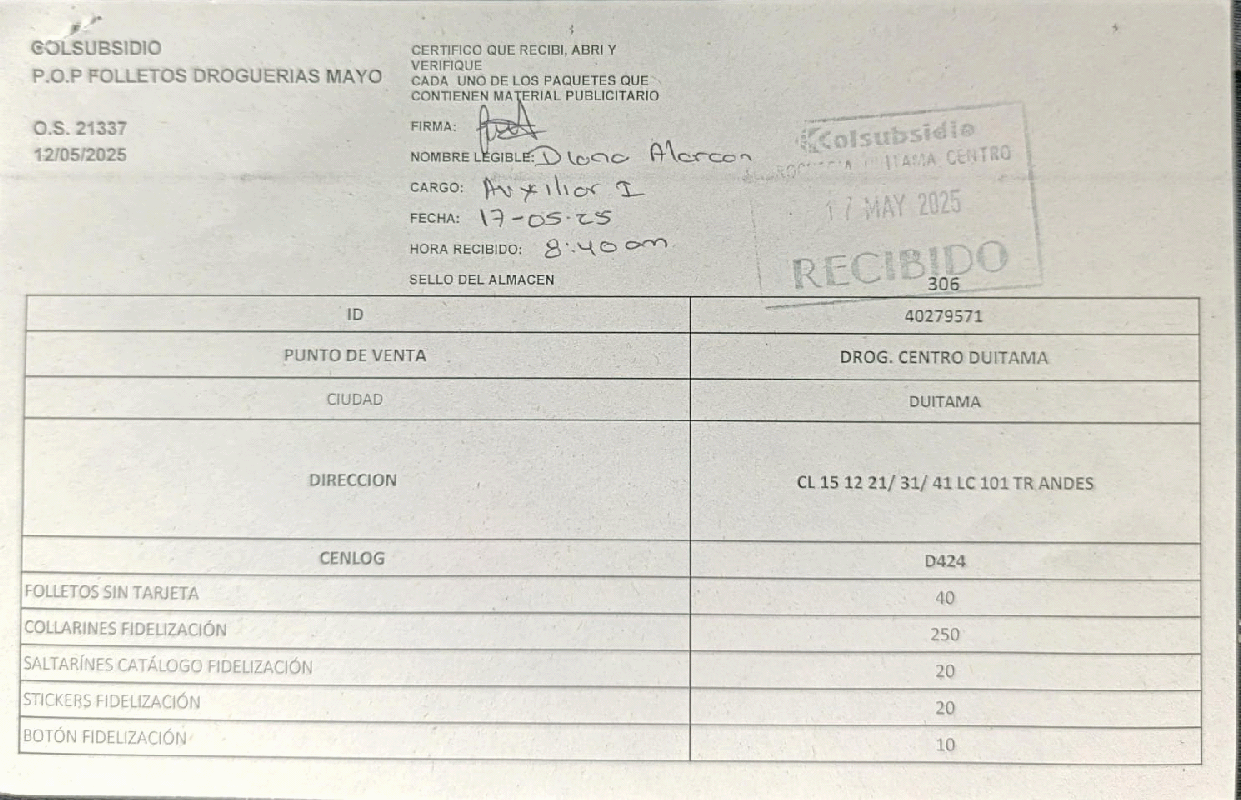 COLSUBSIDIO
P.O.P FOLLETOS DROGUERIAS MAYO
O.S. 21337
12/05/2025
CERTIFICO QUE RECIBI, ABRI Y
VERIFIQUE
CADA UNO DE LOS PAQUETES QUE
CONTIENEN MATERIAL PUBLICITARIO
FIRMA:
NOMBRE LEGIBLE: Diana Alarcon
CARGO: Auxiliar I
FECHA: 17-05-25
HORA RECIBIDO: 8:40 am
SELLO DEL ALMACEN
Colsubsidio
DUITAMA CENTRO
17 MAY 2025
RECIBIDO
306
ID 40279571
PUNTO DE VENTA DROG. CENTRO DUITAMA
CIUDAD DUITAMA
DIRECCION CL 15 12 21/ 31/ 41 LC 101 TR ANDES
CENLOG D424
FOLLETOS SIN TARJETA 40
COLLARINES FIDELIZACIÓN 250
SALTARÍNES CATÁLOGO FIDELIZACIÓN 20
STICKERS FIDELIZACIÓN 20
BOTÓN FIDELIZACIÓN 10